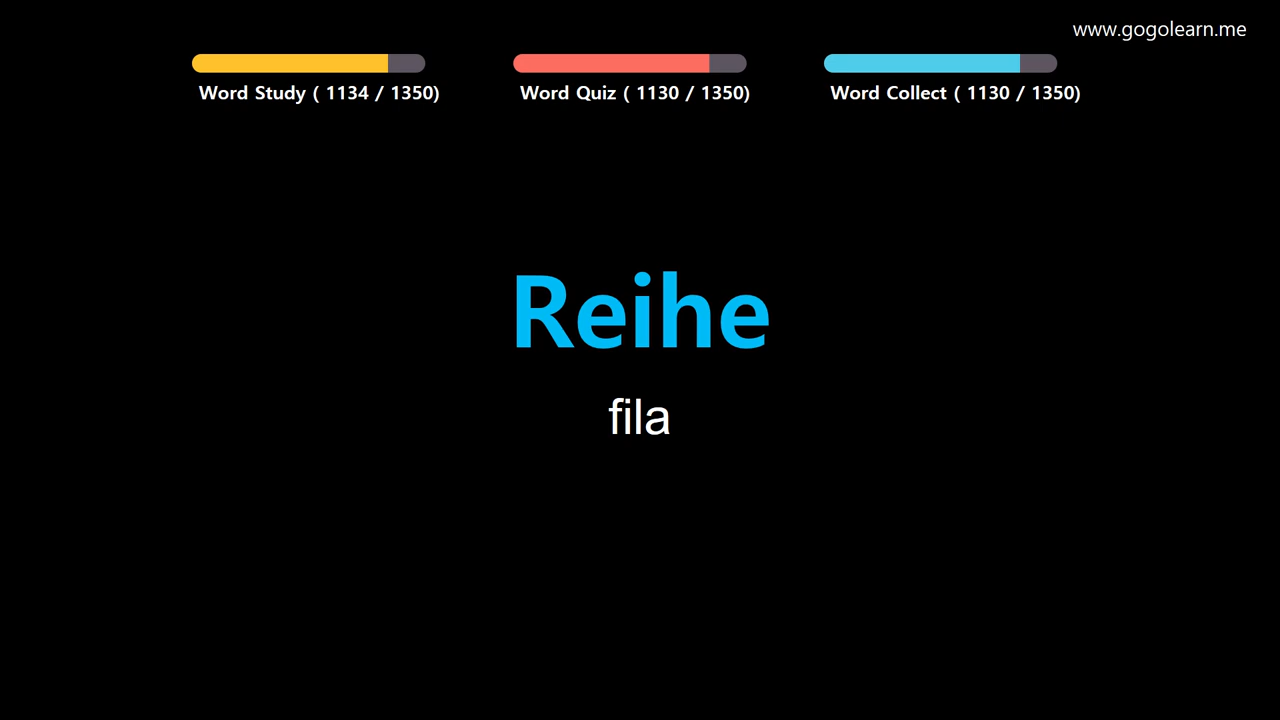 www.gogolearn.me
Word Study ( 1134 / 1350)
Word Quiz ( 1130 / 1350)
Word Collect ( 1130 / 1350)
Reihe
fila